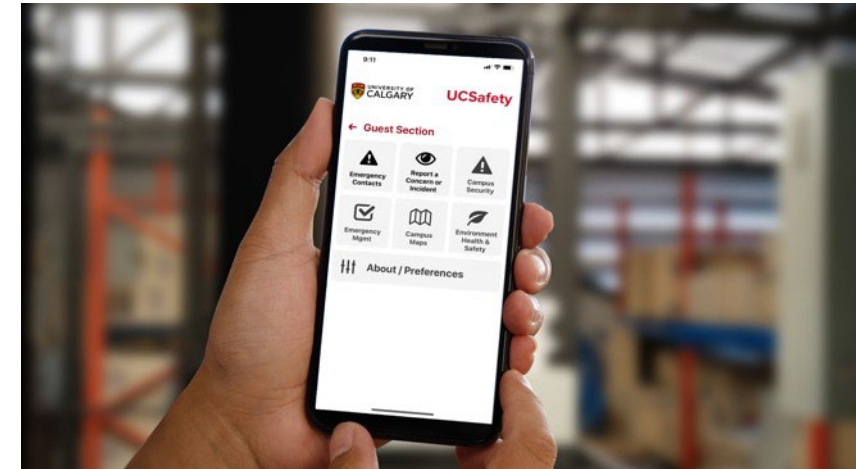 9:11
UNIVERSITY OF
CALGARY
UCSafety
← Guest Section
Emergency
Contacts
Report a
Concern or
Incident
Campus
Security
Emergency
Mgmt
Campus
Maps
Environment
Health &
Safety
About / Preferences